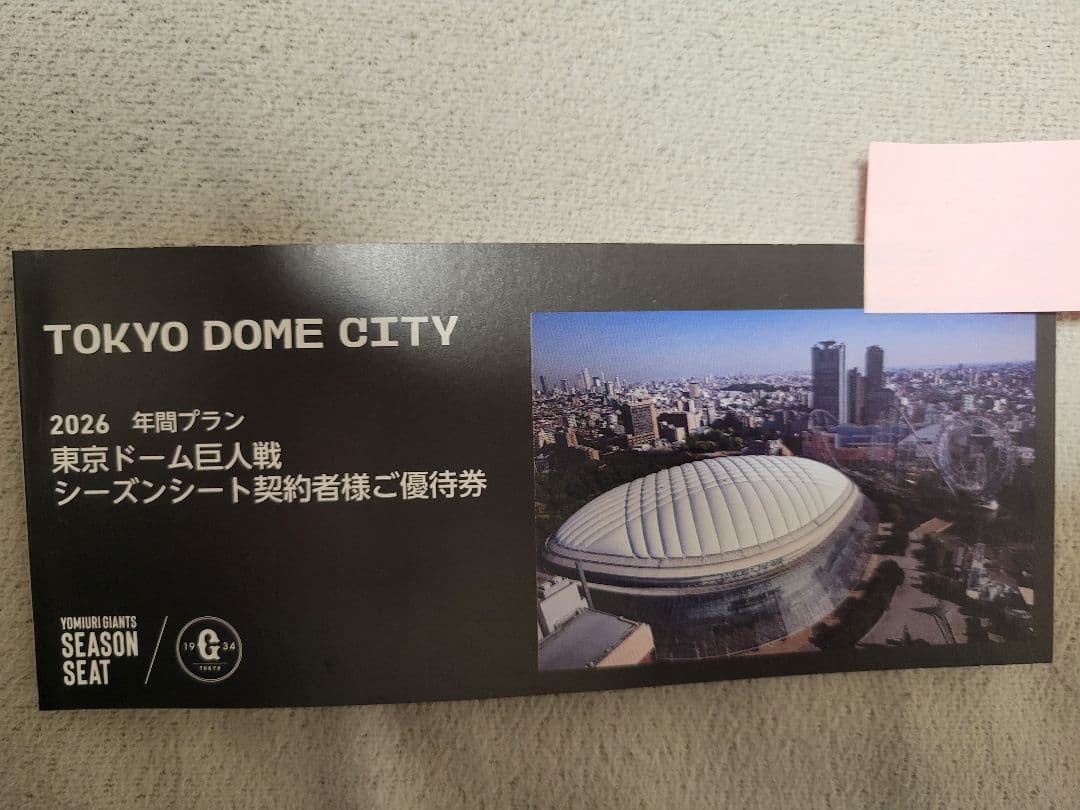 TOKYO DOME CITY
2026 年間プラン
東京ドーム巨人戦
シーズンシート契約者様ご優待券
YOMIURI GIANTS
SEASON
SEAT
19 G 34
TOKYO